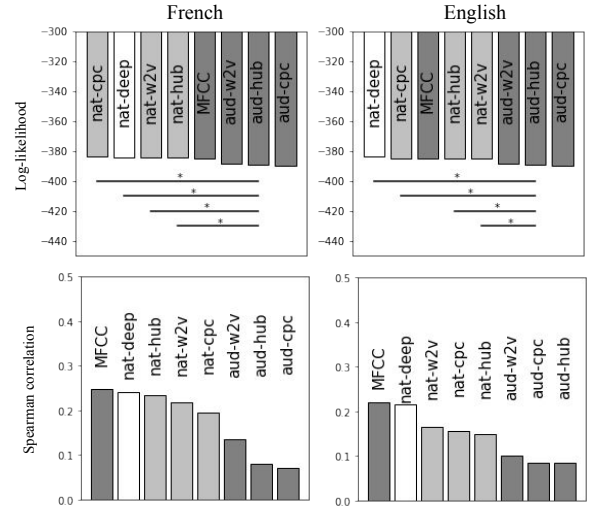 French
English
Log-likelihood
−300
−320
−340
−360
−380
−400
−420
−440
nat-cpc
nat-deep
nat-w2v
nat-hub
MFCC
aud-w2v
aud-hub
aud-cpc
*
*
*
*
−300
−320
−340
−360
−380
−400
−420
−440
nat-deep
nat-cpc
MFCC
nat-hub
nat-w2v
aud-w2v
aud-hub
aud-cpc
*
*
*
*
Spearman correlation
0.5
0.4
0.3
0.2
0.1
0.0
MFCC
nat-deep
nat-hub
nat-w2v
nat-cpc
aud-w2v
aud-hub
aud-cpc
0.5
0.4
0.3
0.2
0.1
0.0
MFCC
nat-deep
nat-w2v
nat-cpc
nat-hub
aud-w2v
aud-cpc
aud-hub